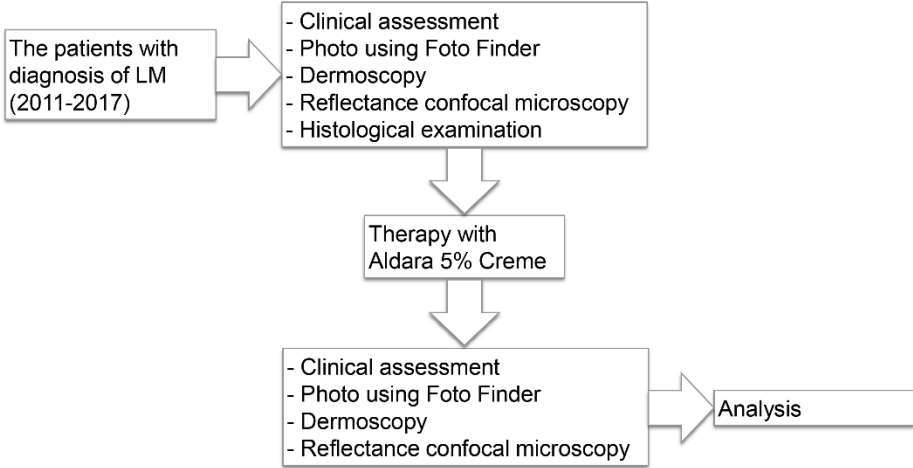 The patients with
diagnosis of LM
(2011-2017)
- Clinical assessment
- Photo using Foto Finder
- Dermoscopy
- Reflectance confocal microscopy
- Histological examination
Therapy with
Aldara 5% Creme
- Clinical assessment
- Photo using Foto Finder
- Dermoscopy
- Reflectance confocal microscopy
Analysis